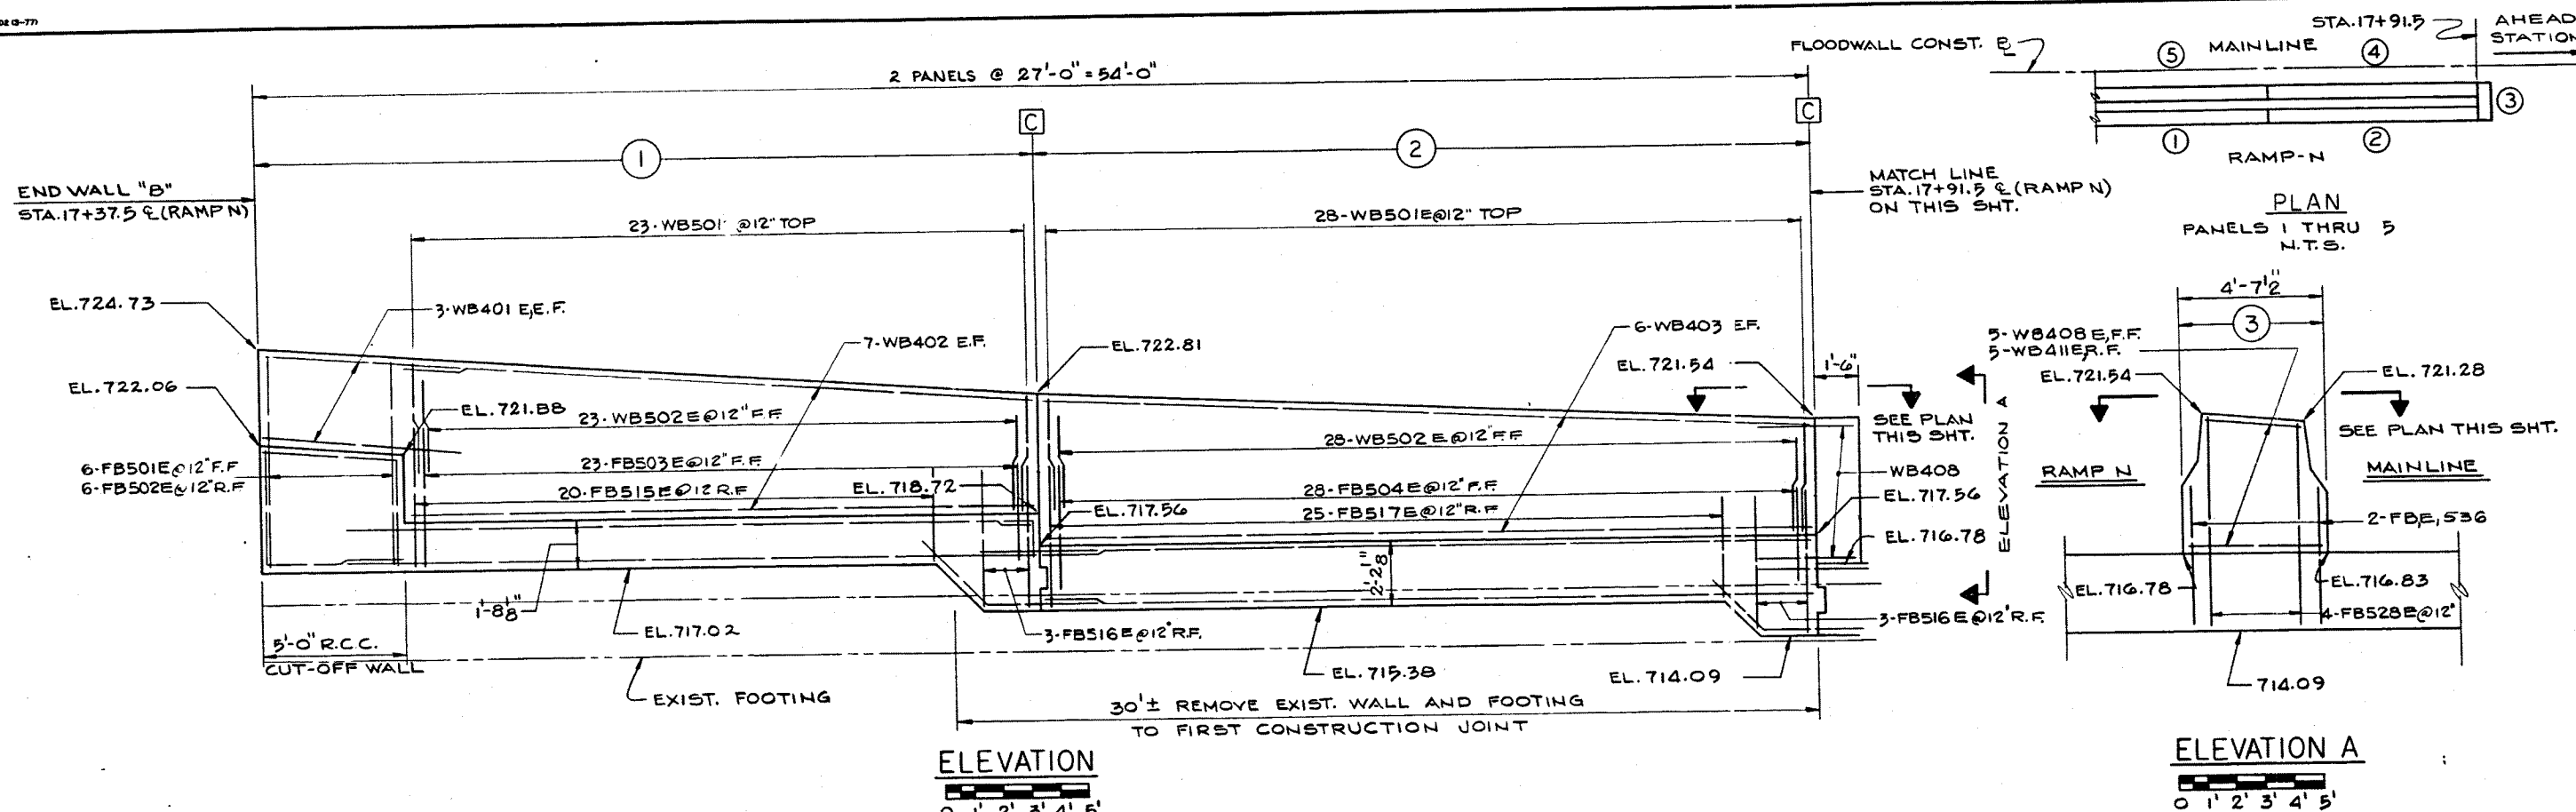 2 PANELS @ 27'-0" = 54'-0"
C
C
1
2
END WALL "B"
STA.17+37.5 ℄ (RAMP N)
MATCH LINE
STA.17+91.5 ℄ (RAMP N)
ON THIS SHT.
23-WB501 @12" TOP
28-WB501E@12" TOP
EL.724.73
3-WB401 E,E.F.
7-WB402 E.F.
EL.722.81
6-WB403 E.F.
EL.721.54
1'-6"
EL.722.06
EL.721.88
23-WB502E@12" F.F.
28-WB502E@12" F.F.
SEE PLAN
THIS SHT.
ELEVATION A
6-FB501E@12" F.F
6-FB502E@12" R.F
23-FB503E@12" F.F.
20-FB515E@12 R.F
EL. 718.72
28-FB504E@12" F.F.
25-FB517E@12" R.F
WB408
EL.717.56
EL.717.56
EL.716.78
1'-8 1/8"
2'-2 1/8"
EL.717.02
3-FB516E@12" R.F.
3-FB516E@12" R.F.
5'-0" R.C.C.
CUT-OFF WALL
EXIST. FOOTING
EL.715.38
EL.714.09
30'± REMOVE EXIST. WALL AND FOOTING
TO FIRST CONSTRUCTION JOINT
ELEVATION
0 1' 2' 3' 4' 5'
STA.17+91.5
AHEAD
STATION
FLOODWALL CONST. ℄
5 MAINLINE 4
3
1
2
RAMP-N
PLAN
PANELS 1 THRU 5
N.T.S.
4'-7 1/2"
3
5-WB408E,F.F.
5-WB411E,R.F.
EL.721.54
EL. 721.28
SEE PLAN THIS SHT.
RAMP N
MAINLINE
2-FB,E,536
EL.716.78
EL.716.83
4-FB528E@12"
714.09
ELEVATION A
0 1' 2' 3' 4' 5'